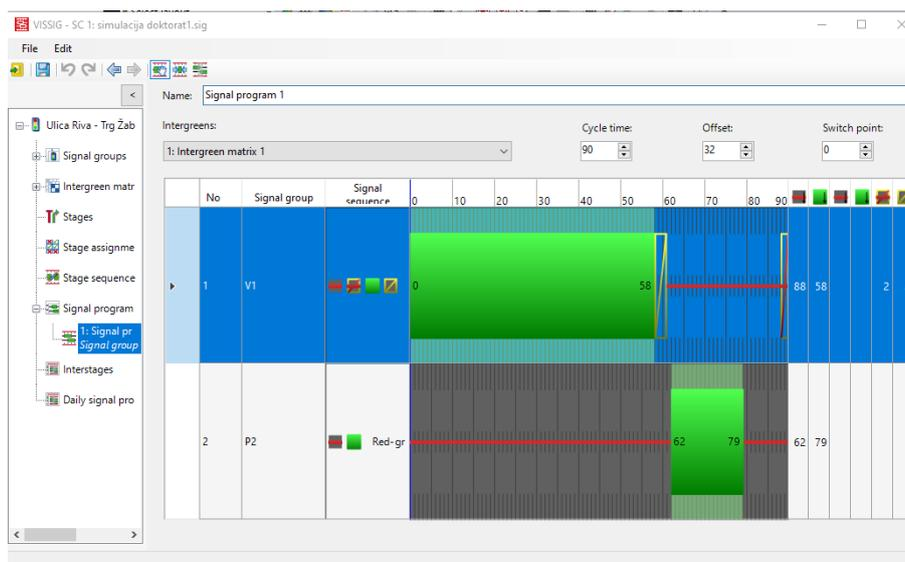 VISSIG - SC 1: simulacija doktorat1.sig
File Edit
<
Name: Signal program 1
Ulica Riva - Trg Žab
Signal groups
Intergreen matr
Stages
Stage assignme
Stage sequence
Signal program
1: Signal pr
Signal group
Interstages
Daily signal pro
Intergreens: Cycle time: Offset: Switch point:
1: Intergreen matrix 1 90 32 0
No Signal group Signal sequence 0 10 20 30 40 50 60 70 80 90
1 V1 0 58 88 58 2
2 P2 Red-gr 62 79 62 79